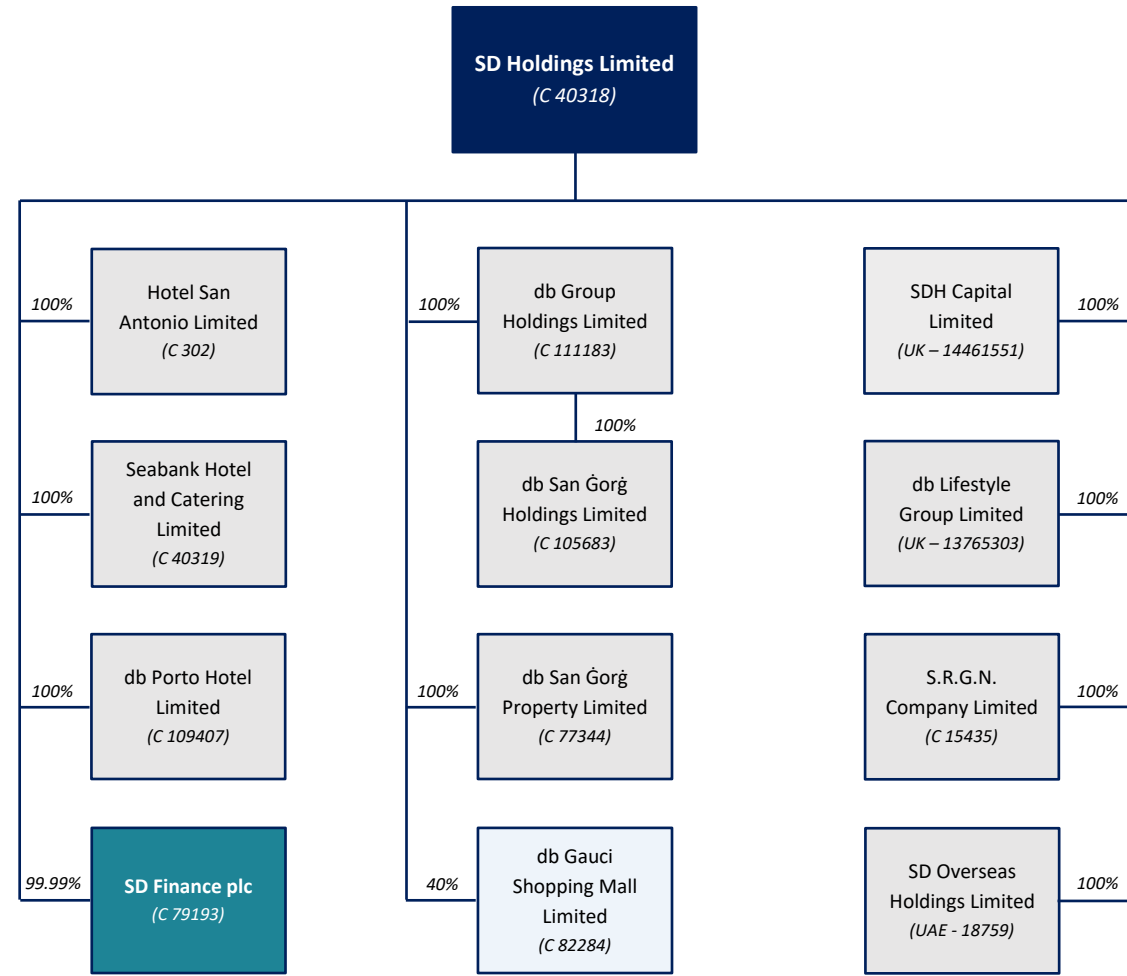 SD Holdings Limited
(C 40318)
100%
Hotel San
Antonio Limited
(C 302)
100%
db Group
Holdings Limited
(C 111183)
SDH Capital
Limited
(UK – 14461551)
100%
100%
Seabank Hotel
and Catering
Limited
(C 40319)
100%
db San Ġorġ
Holdings Limited
(C 105683)
db Lifestyle
Group Limited
(UK – 13765303)
100%
100%
db Porto Hotel
Limited
(C 109407)
100%
db San Ġorġ
Property Limited
(C 77344)
S.R.G.N.
Company Limited
(C 15435)
100%
99.99%
SD Finance plc
(C 79193)
40%
db Gauci
Shopping Mall
Limited
(C 82284)
SD Overseas
Holdings Limited
(UAE - 18759)
100%